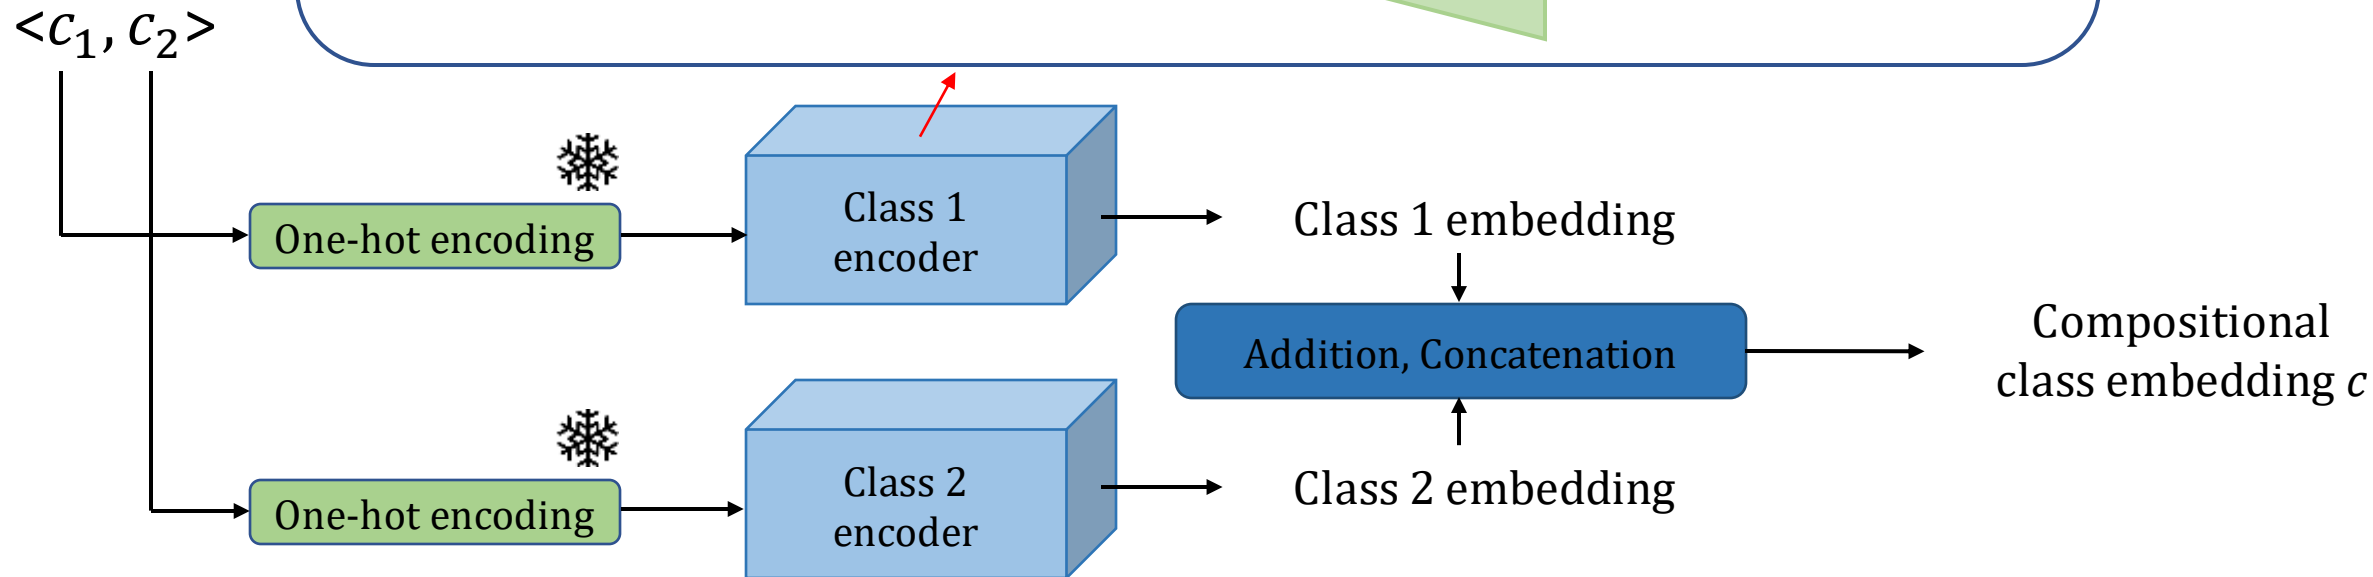 <c₁, c₂>
One-hot encoding
Class 1
encoder
Class 1 embedding
Addition, Concatenation
Compositional
class embedding c
One-hot encoding
Class 2
encoder
Class 2 embedding